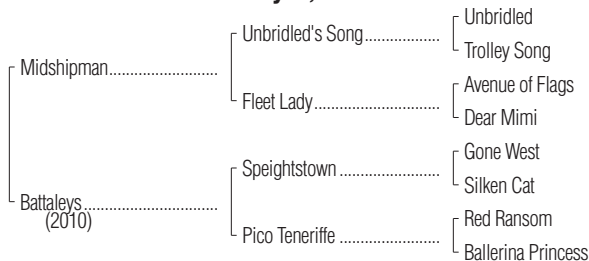 Unbridled
Unbridled's Song
Trolley Song
Midshipman
Avenue of Flags
Fleet Lady
Dear Mimi
Gone West
Speightstown
Silken Cat
Battaleys
(2010)
Red Ransom
Pico Teneriffe
Ballerina Princess